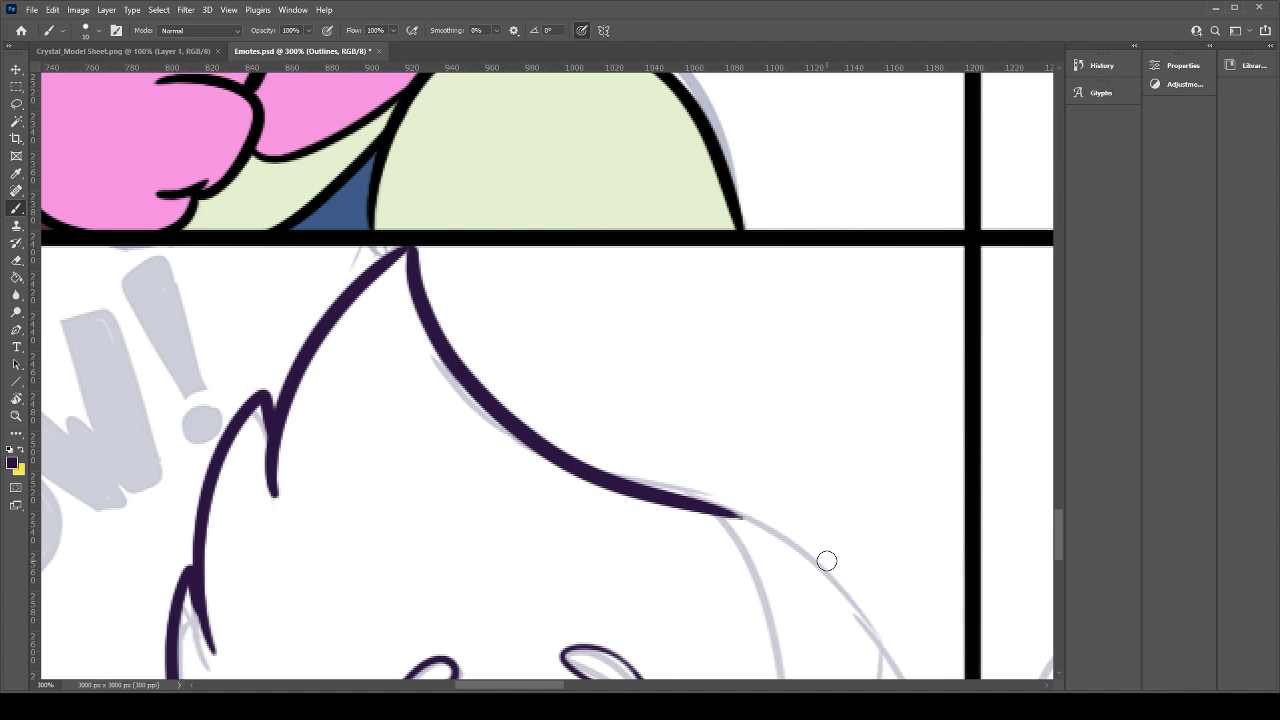 Ps File Edit Image Layer Type Select Filter 3D View Plugins Window Help
10 Mode: Normal Opacity: 100% Flow: 100% Smoothing: 0% 0°
Crystal_Model Sheet.png @ 100% (Layer 1, RGB/8) × Emotes.psd @ 300% (Outlines, RGB/8) * ×
740 760 780 800 820 840 860 880 900 920 940 960 980 1000 1020 1040 1060 1080 1100 1120 1140 1160 1180 1200 1220
History Properties Librar...
Glyphs Adjustme...
W!
300% 3000 px x 3000 px (300 ppi)